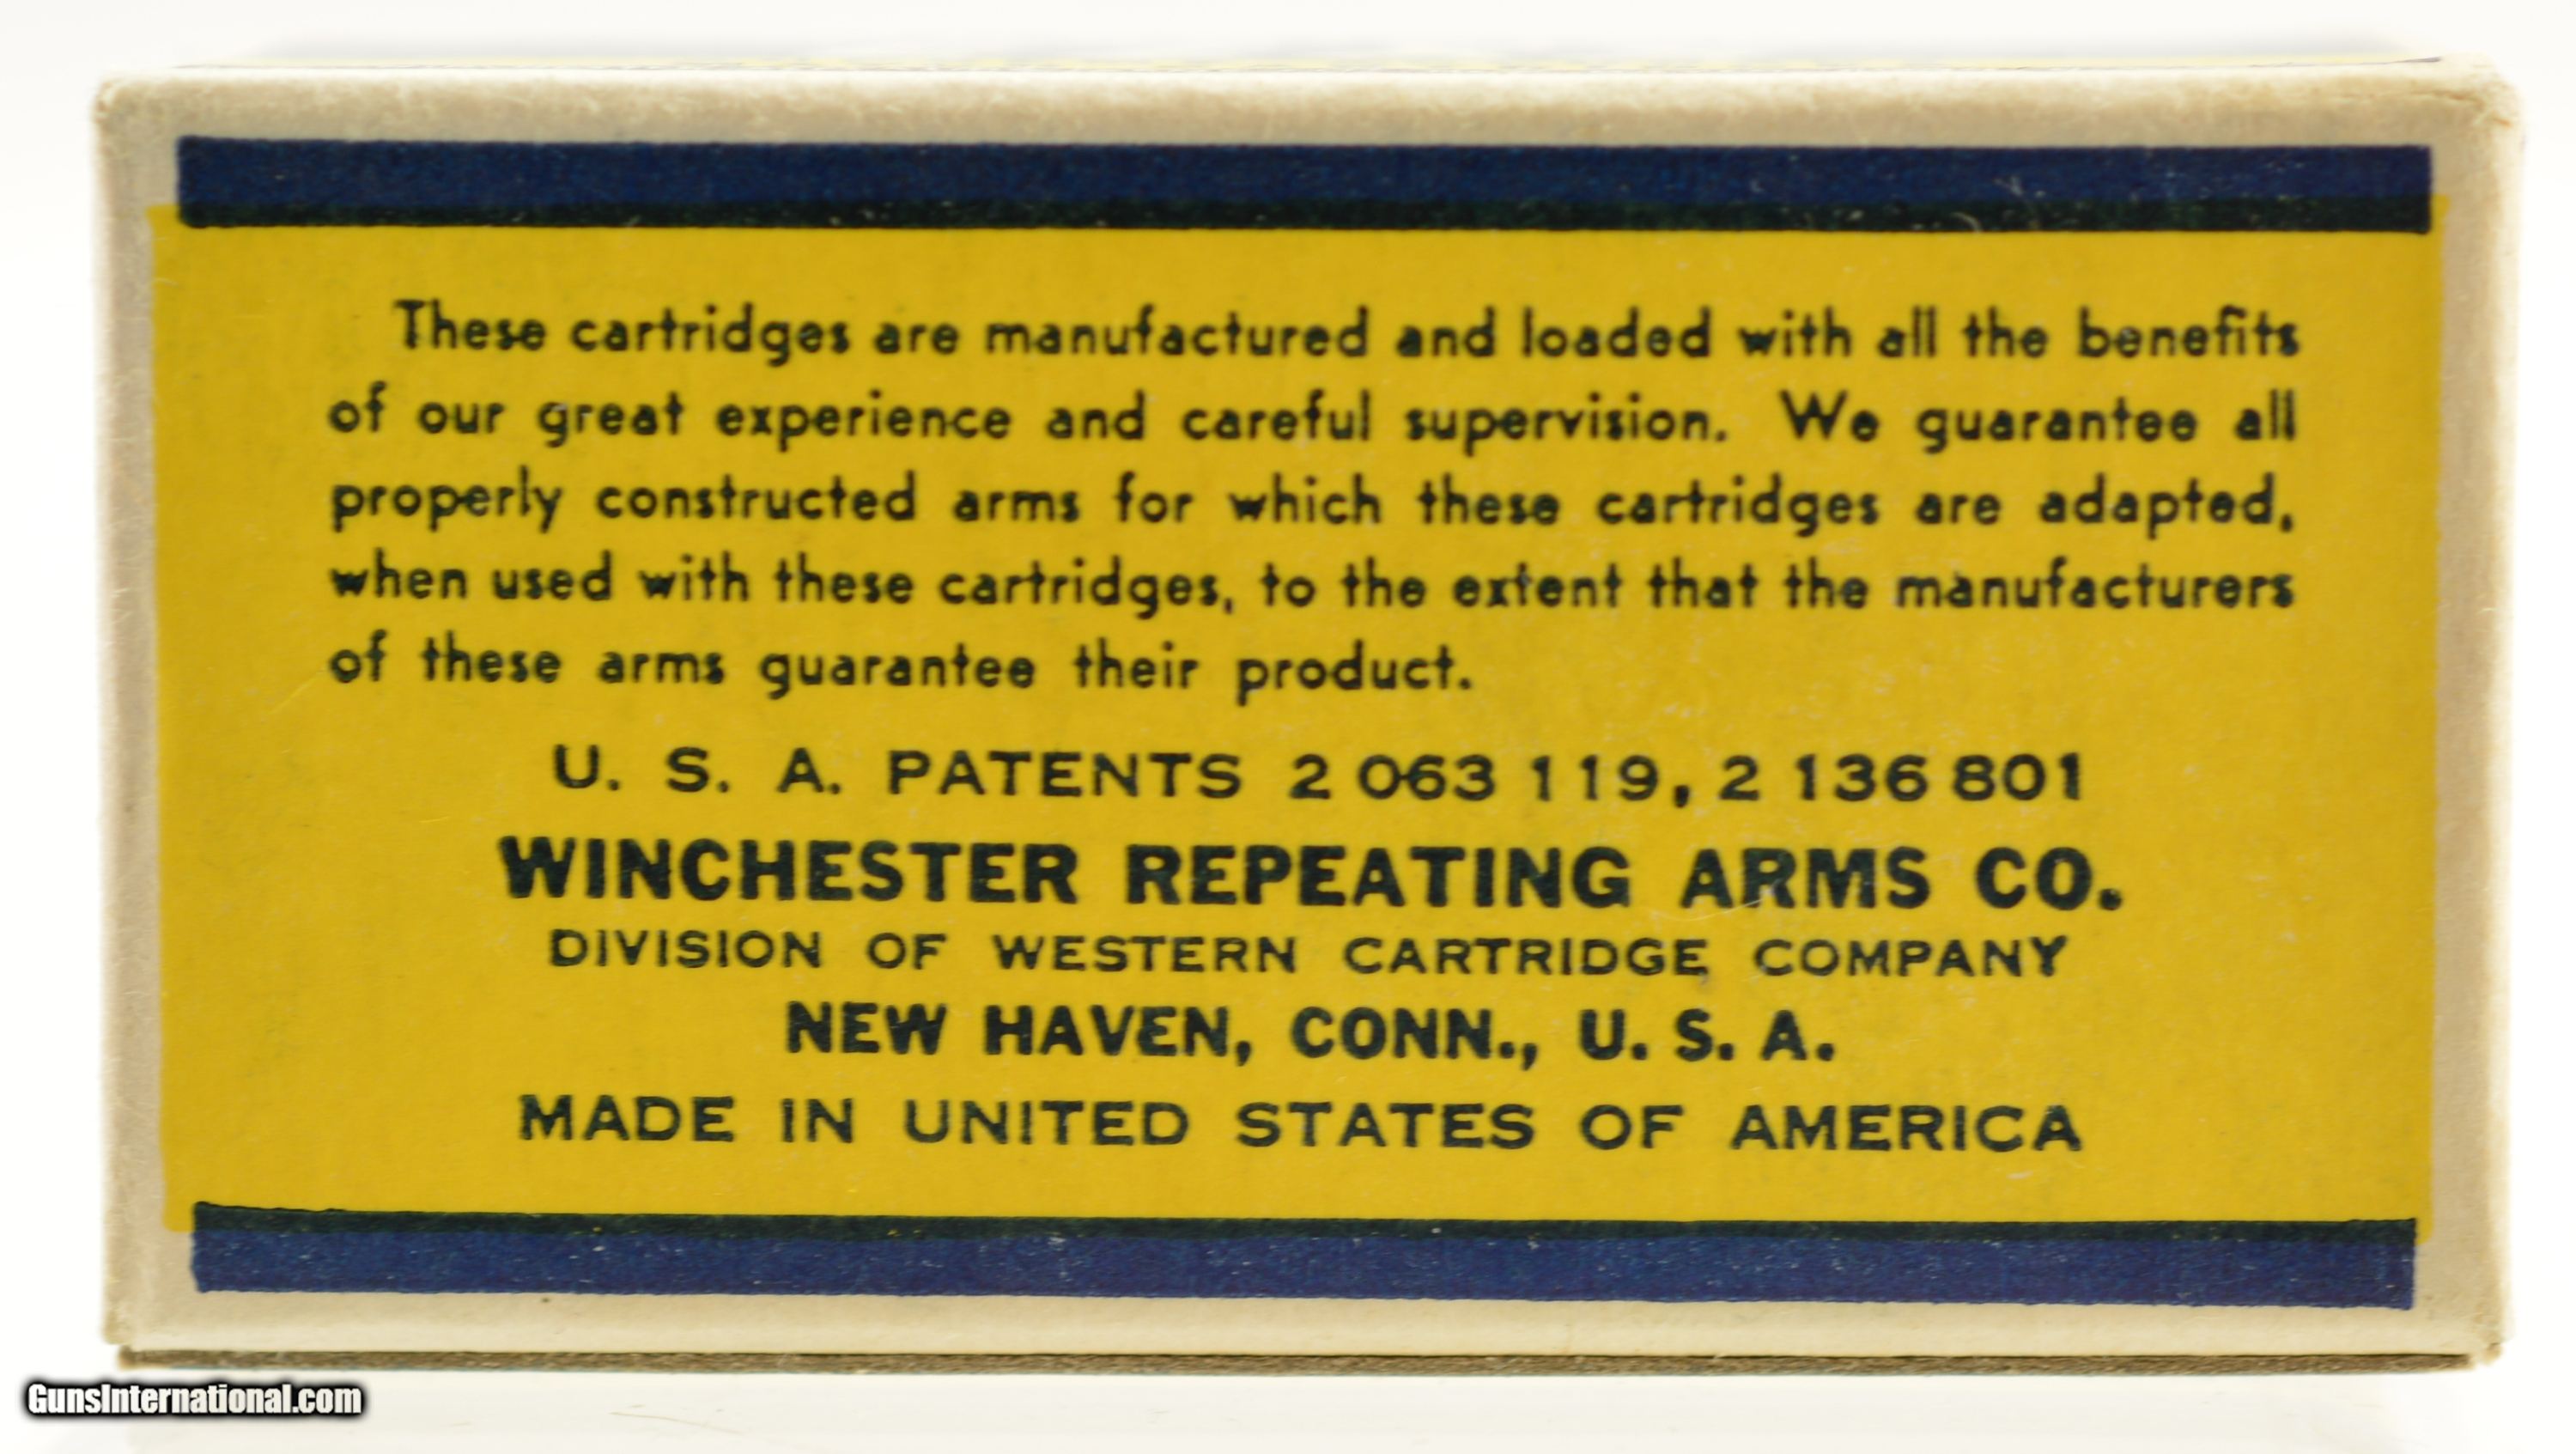 These cartridges are manufactured and loaded with all the benefits
of our great experience and careful supervision. We guarantee all
properly constructed arms for which these cartridges are adapted,
when used with these cartridges, to the extent that the manufacturers
of these arms guarantee their product.
U. S. A. PATENTS 2 063 119, 2 136 801
WINCHESTER REPEATING ARMS CO.
DIVISION OF WESTERN CARTRIDGE COMPANY
NEW HAVEN, CONN., U. S. A.
MADE IN UNITED STATES OF AMERICA
GunsInternational.com